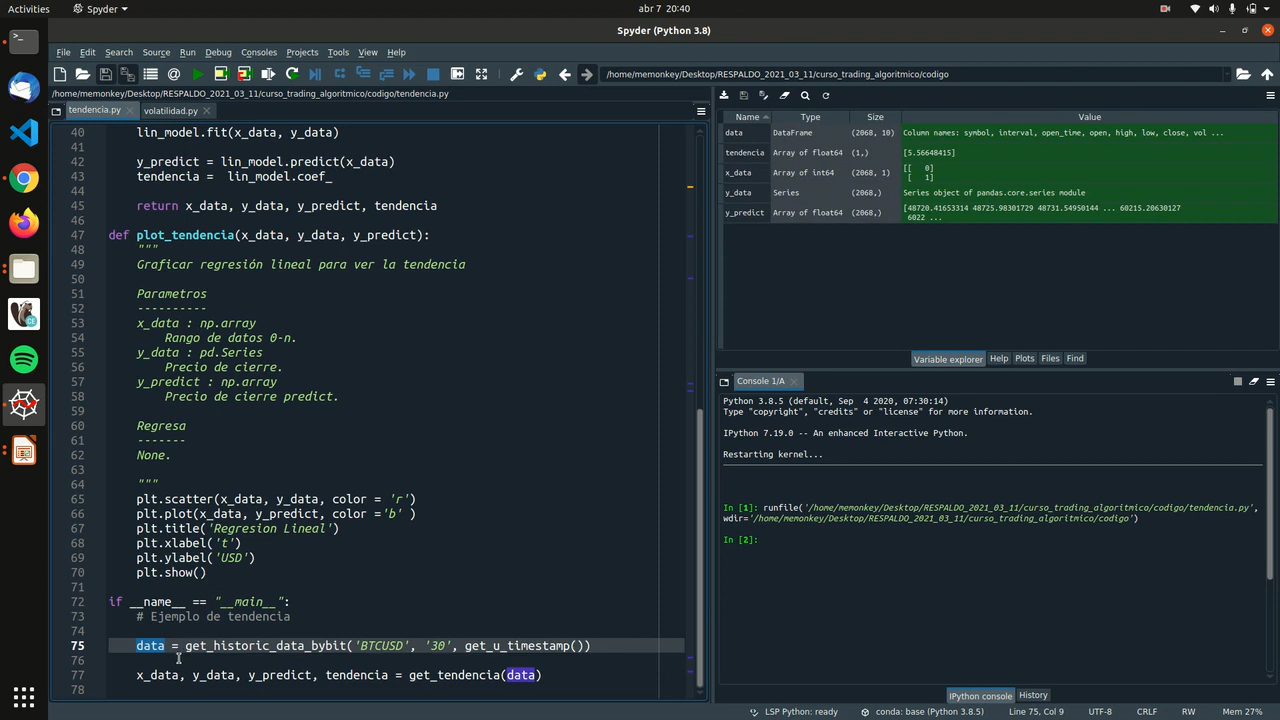 Activities
Spyder
abr 7 20:40
Spyder (Python 3.8)
File Edit Search Source Run Debug Consoles Projects Tools View Help
/home/memonkey/Desktop/RESPALDO_2021_03_11/curso_trading_algoritmico/codigo
/home/memonkey/Desktop/RESPALDO_2021_03_11/curso_trading_algoritmico/codigo/tendencia.py
tendencia.py volatilidad.py
40 lin_model.fit(x_data, y_data)
41
42 y_predict = lin_model.predict(x_data)
43 tendencia =  lin_model.coef_
44
45 return x_data, y_data, y_predict, tendencia
46
47 def plot_tendencia(x_data, y_data, y_predict):
48 """
49 Graficar regresión lineal para ver la tendencia
50
51 Parametros
52 ----------
53 x_data : np.array
54 Rango de datos 0-n.
55 y_data : pd.Series
56 Precio de cierre.
57 y_predict : np.array
58 Precio de cierre predict.
59
60 Regresa
61 -------
62 None.
63
64 """
65 plt.scatter(x_data, y_data, color = 'r')
66 plt.plot(x_data, y_predict, color ='b' )
67 plt.title('Regresion Lineal')
68 plt.xlabel('t')
69 plt.ylabel('USD')
70 plt.show()
71
72 if __name__ == "__main__":
73 # Ejemplo de tendencia
74
75 data = get_historic_data_bybit('BTCUSD', '30', get_u_timestamp())
76
77 x_data, y_data, y_predict, tendencia = get_tendencia(data)
78
Name Type Size Value
data DataFrame (2068, 10) Column names: symbol, interval, open_time, open, high, low, close, vol ...
tendencia Array of float64 (1,) [5.56648415]
x_data Array of int64 (2068, 1) [[   0]
[   1]
y_data Series (2068,) Series object of pandas.core.series module
y_predict Array of float64 (2068,) [48720.41653314 48725.98301729 48731.54950144 ... 60215.20630127
6022 ...
Variable explorer Help Plots Files Find
Console 1/A
Python 3.8.5 (default, Sep  4 2020, 07:30:14)
Type "copyright", "credits" or "license" for more information.
IPython 7.19.0 -- An enhanced Interactive Python.
Restarting kernel...
In [1]: runfile('/home/memonkey/Desktop/RESPALDO_2021_03_11/curso_trading_algoritmico/codigo/tendencia.py',
wdir='/home/memonkey/Desktop/RESPALDO_2021_03_11/curso_trading_algoritmico/codigo')
In [2]:
IPython console History
LSP Python: ready conda: base (Python 3.8.5) Line 75, Col 9 UTF-8 CRLF RW Mem 27%